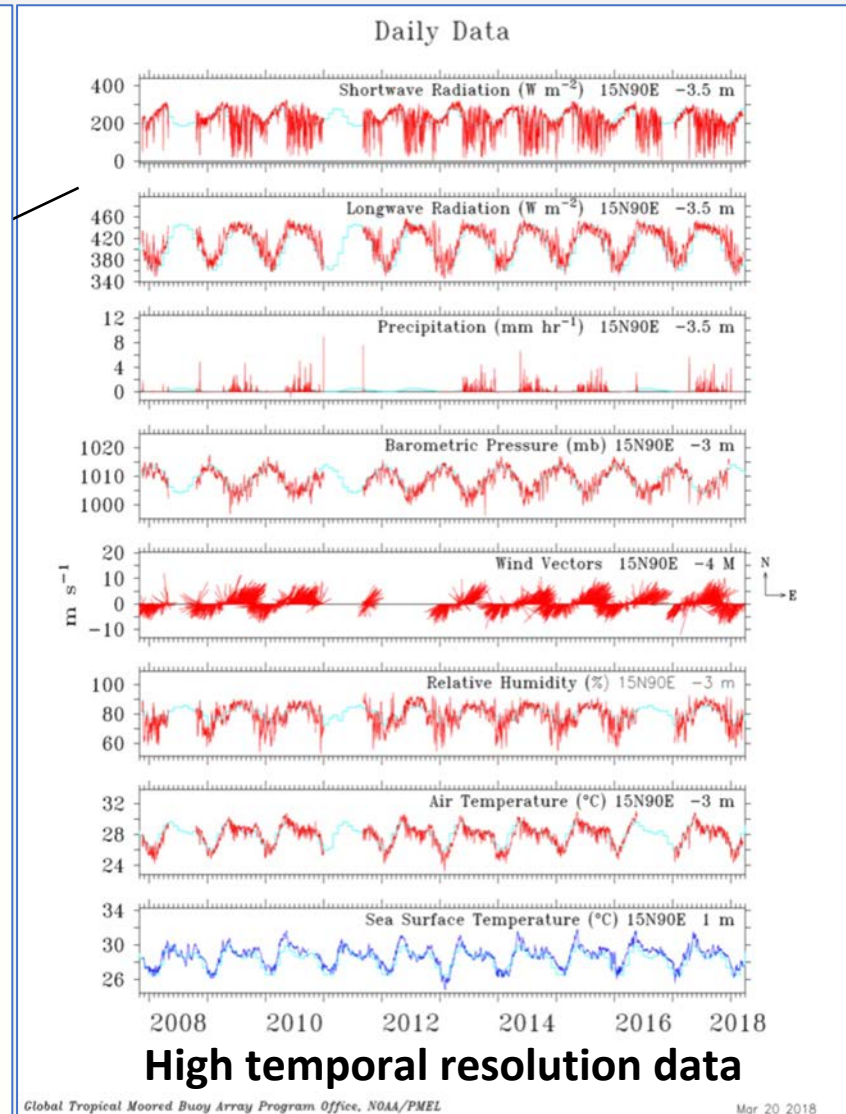 Daily Data
Shortwave Radiation (W m⁻²) 15N90E −3.5 m
400
200
0
Longwave Radiation (W m⁻²) 15N90E −3.5 m
460
420
380
340
Precipitation (mm hr⁻¹) 15N90E −3.5 m
12
8
4
0
Barometric Pressure (mb) 15N90E −3 m
1020
1010
1000
Wind Vectors 15N90E −4 M
m s⁻¹
20
10
0
−10
N
E
Relative Humidity (%) 15N90E −3 m
100
80
60
Air Temperature (°C) 15N90E −3 m
32
28
24
Sea Surface Temperature (°C) 15N90E 1 m
34
30
26
2008 2010 2012 2014 2016 2018
High temporal resolution data
Global Tropical Moored Buoy Array Program Office, NOAA/PMEL
Mar 20 2018